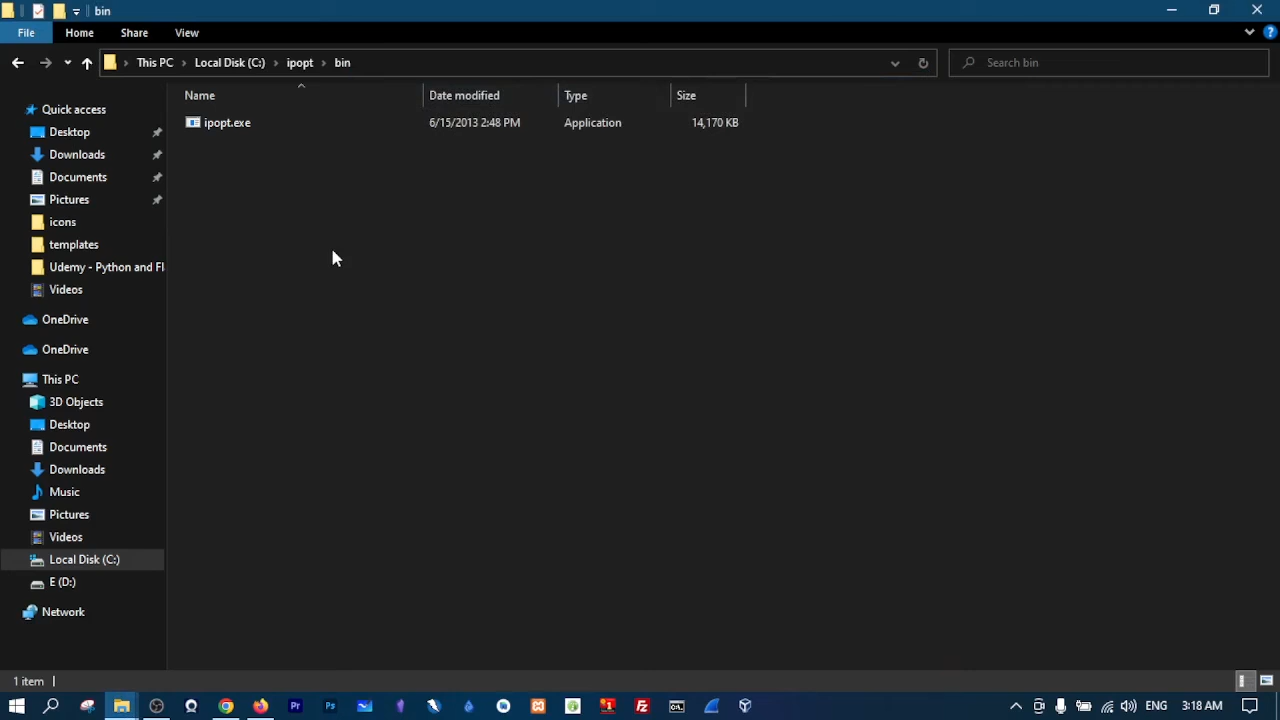 bin
File Home Share View
This PC Local Disk (C:) ipopt bin
Search bin
Name Date modified Type Size
ipopt.exe 6/15/2013 2:48 PM Application 14,170 KB
Quick access
Desktop
Downloads
Documents
Pictures
icons
templates
Udemy - Python and Fl
Videos
OneDrive
OneDrive
This PC
3D Objects
Desktop
Documents
Downloads
Music
Pictures
Videos
Local Disk (C:)
E (D:)
Network
1 item
Pr Ps ENG 3:18 AM